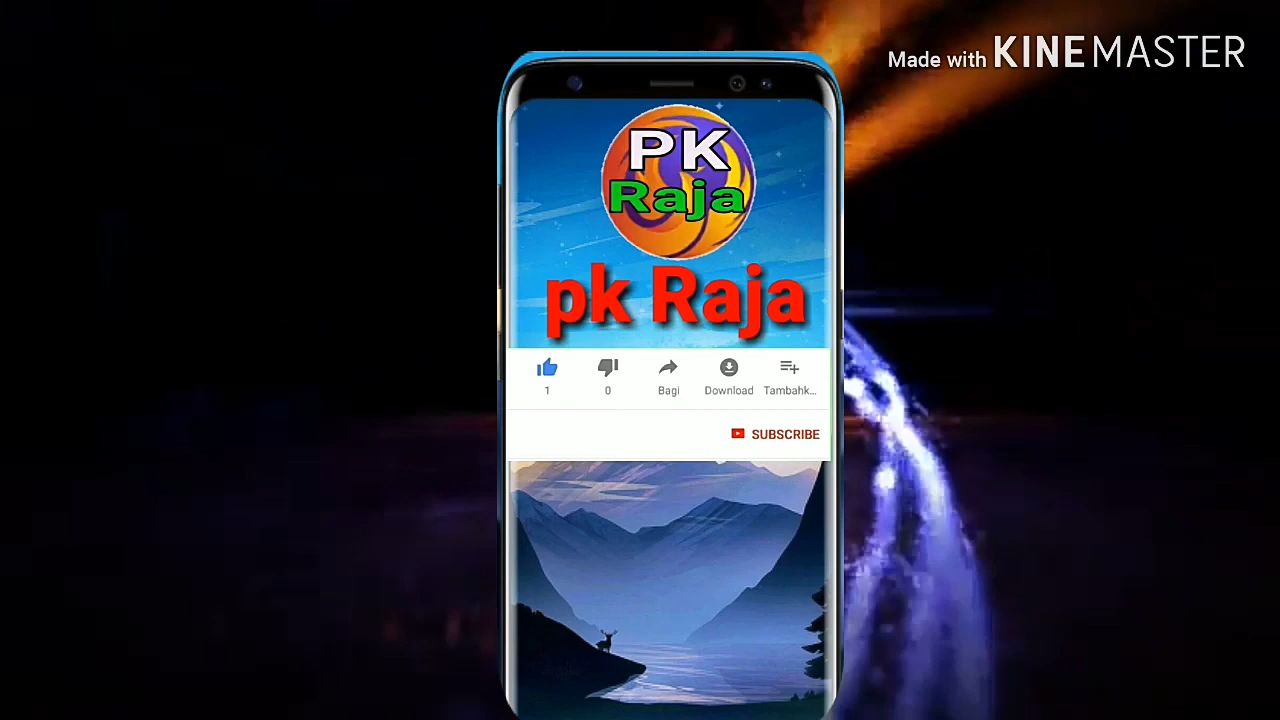 Made with KINEMASTER
PK
Raja
pk Raja
1
0
Bagi
Download
Tambahk...
SUBSCRIBE